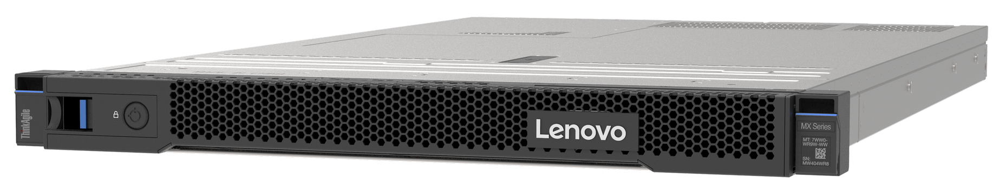 ThinkAgile
Lenovo
MX Series
MT: 7WW0-
WR9W-WW
SN:
MW404WR8